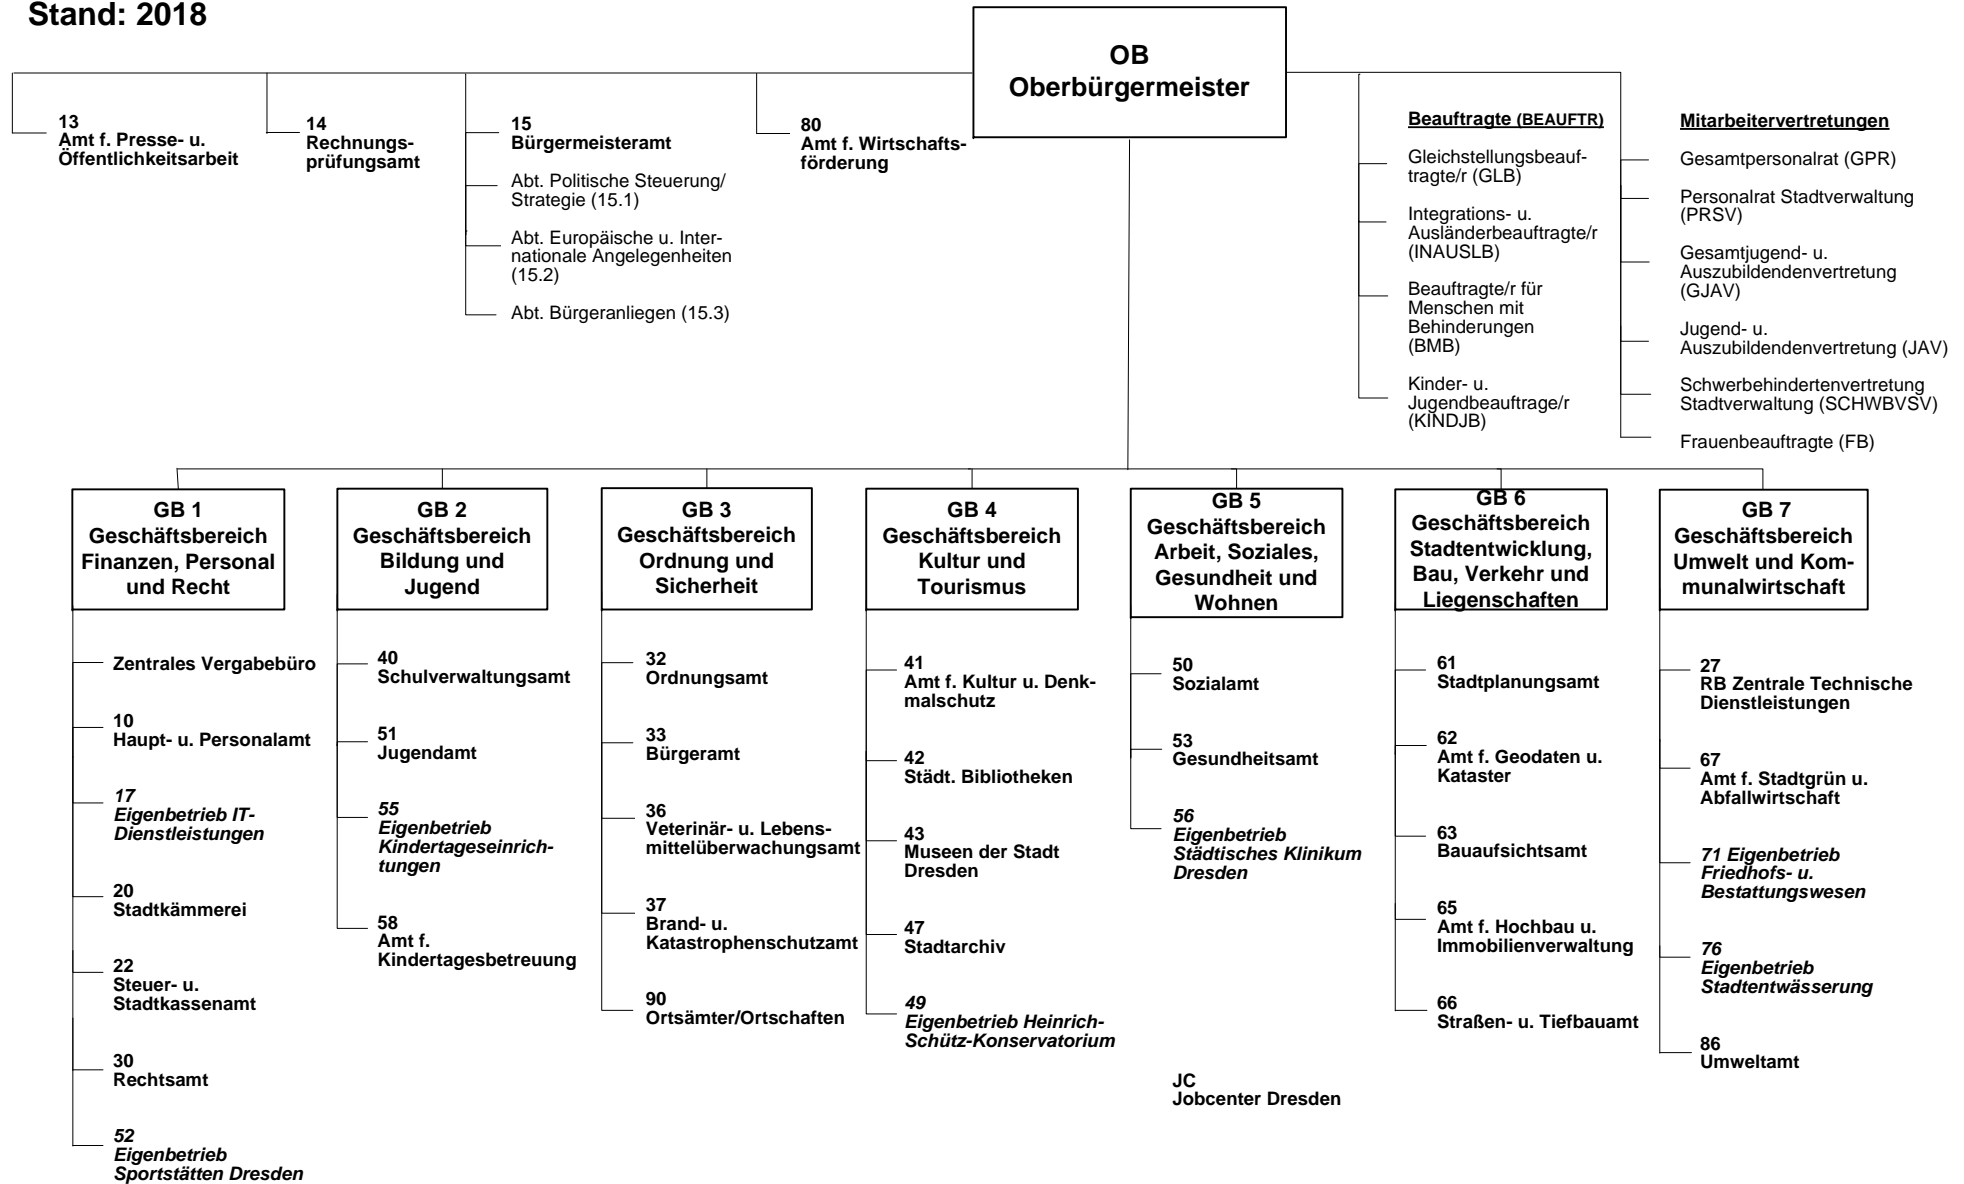 Stand: 2018
OB
Oberbürgermeister
13
Amt f. Presse- u.
Öffentlichkeitsarbeit
14
Rechnungs-
prüfungsamt
15
Bürgermeisteramt
Abt. Politische Steuerung/
Strategie (15.1)
Abt. Europäische u. Inter-
nationale Angelegenheiten
(15.2)
Abt. Bürgeranliegen (15.3)
80
Amt f. Wirtschafts-
förderung
Beauftragte (BEAUFTR)
Gleichstellungsbeauf-
tragte/r (GLB)
Integrations- u.
Ausländerbeauftragte/r
(INAUSLB)
Beauftragte/r für
Menschen mit
Behinderungen
(BMB)
Kinder- u.
Jugendbeauftrage/r
(KINDJB)
Mitarbeitervertretungen
Gesamtpersonalrat (GPR)
Personalrat Stadtverwaltung
(PRSV)
Gesamtjugend- u.
Auszubildendenvertretung
(GJAV)
Jugend- u.
Auszubildendenvertretung (JAV)
Schwerbehindertenvertretung
Stadtverwaltung (SCHWBVSV)
Frauenbeauftragte (FB)
GB 1
Geschäftsbereich
Finanzen, Personal
und Recht
Zentrales Vergabebüro
10
Haupt- u. Personalamt
17
Eigenbetrieb IT-
Dienstleistungen
20
Stadtkämmerei
22
Steuer- u.
Stadtkassenamt
30
Rechtsamt
52
Eigenbetrieb
Sportstätten Dresden
GB 2
Geschäftsbereich
Bildung und
Jugend
40
Schulverwaltungsamt
51
Jugendamt
55
Eigenbetrieb
Kindertageseinrich-
tungen
58
Amt f.
Kindertagesbetreuung
GB 3
Geschäftsbereich
Ordnung und
Sicherheit
32
Ordnungsamt
33
Bürgeramt
36
Veterinär- u. Lebens-
mittelüberwachungsamt
37
Brand- u.
Katastrophenschutzamt
90
Ortsämter/Ortschaften
GB 4
Geschäftsbereich
Kultur und
Tourismus
41
Amt f. Kultur u. Denk-
malschutz
42
Städt. Bibliotheken
43
Museen der Stadt
Dresden
47
Stadtarchiv
49
Eigenbetrieb Heinrich-
Schütz-Konservatorium
GB 5
Geschäftsbereich
Arbeit, Soziales,
Gesundheit und
Wohnen
50
Sozialamt
53
Gesundheitsamt
56
Eigenbetrieb
Städtisches Klinikum
Dresden
JC
Jobcenter Dresden
GB 6
Geschäftsbereich
Stadtentwicklung,
Bau, Verkehr und
Liegenschaften
61
Stadtplanungsamt
62
Amt f. Geodaten u.
Kataster
63
Bauaufsichtsamt
65
Amt f. Hochbau u.
Immobilienverwaltung
66
Straßen- u. Tiefbauamt
GB 7
Geschäftsbereich
Umwelt und Kom-
munalwirtschaft
27
RB Zentrale Technische
Dienstleistungen
67
Amt f. Stadtgrün u.
Abfallwirtschaft
71 Eigenbetrieb
Friedhofs- u.
Bestattungswesen
76
Eigenbetrieb
Stadtentwässerung
86
Umweltamt